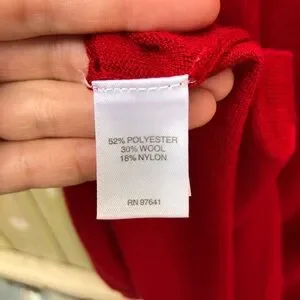 52% POLYESTER
30% WOOL
18% NYLON
RN 97641